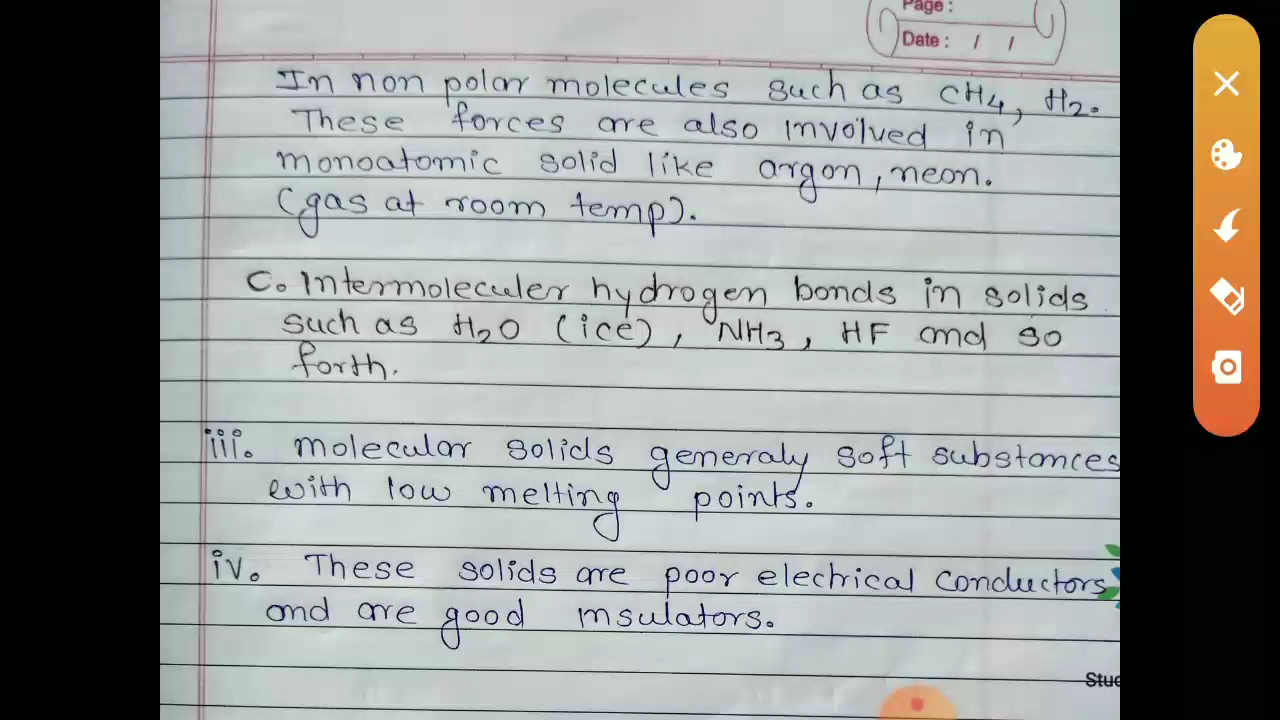 Page :
Date : / /
In non polar molecules such as CH4, H2.
These forces are also involved in
monoatomic solid like argon, neon.
(gas at room temp).
C. Intermoleculer hydrogen bonds in solids
such as H2O (ice), NH3, HF and so
forth.
iii. molecular solids generaly soft substances
with low melting points.
iv. These solids are poor electrical conductors
and are good insulators.